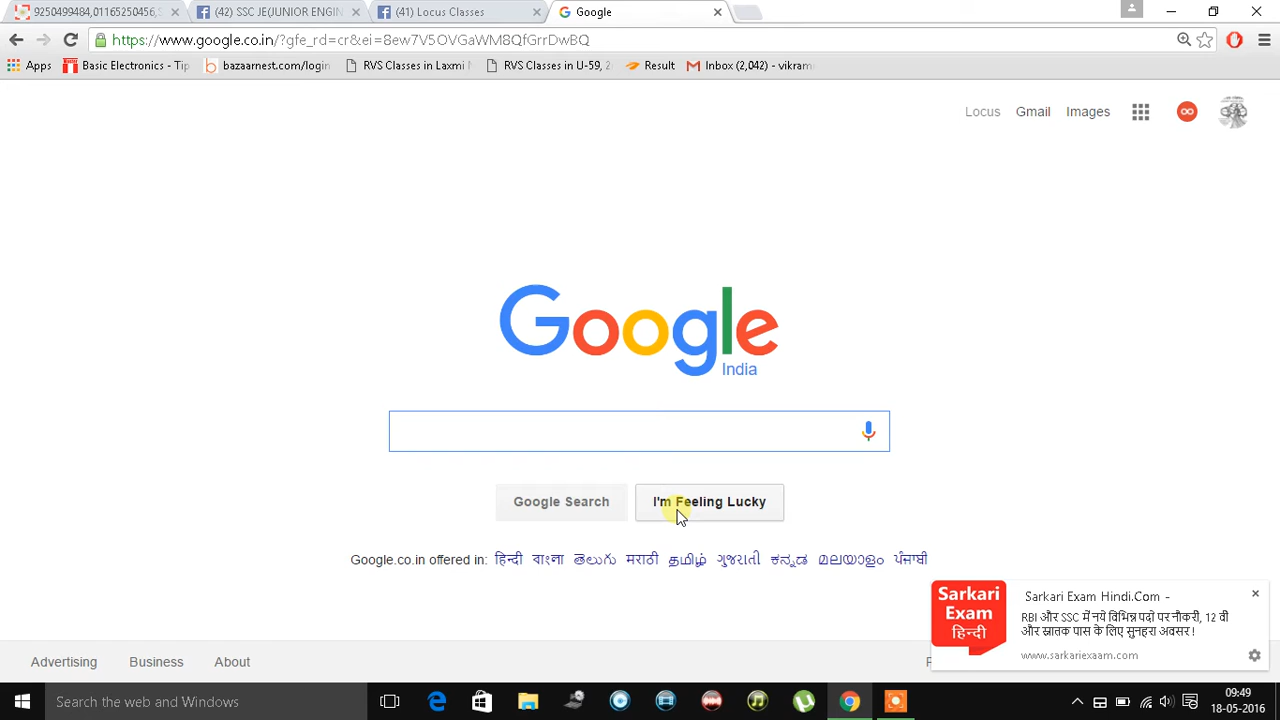 9250499484,01165250456,S
(42) SSC JE(JUNIOR ENGIN
(41) Locus Classes
Google
https://www.google.co.in/?gfe_rd=cr&ei=8ew7V5OVGaWM8QfGrrDwBQ
Apps
Basic Electronics - Tip
bazaarnest.com/login
RVS Classes in Laxmi N
RVS Classes in U-59, 2
Result
Inbox (2,042) - vikram
Locus
Gmail
Images
Google
India
Google Search
I'm Feeling Lucky
Google.co.in offered in: हिन्दी বাংলা తెలుగు मराठी தமிழ் ગુજરાતી ಕನ್ನಡ മലയാളം ਪੰਜਾਬੀ
Sarkari
Exam
हिन्दी
Sarkari Exam Hindi.Com -
RBI और SSC में नये विभिन्न पदो पर नौकरी, 12 वी
और स्नातक पास के लिए सुनहरा अवसर !
www.sarkariexaam.com
Advertising
Business
About
Search the web and Windows
09:49
18-05-2016